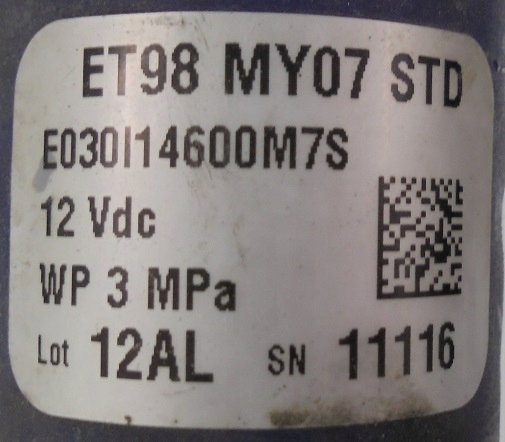 ET98 MY07 STD
E030I14600M7S
12 Vdc
WP 3 MPa
Lot 12AL SN 11116